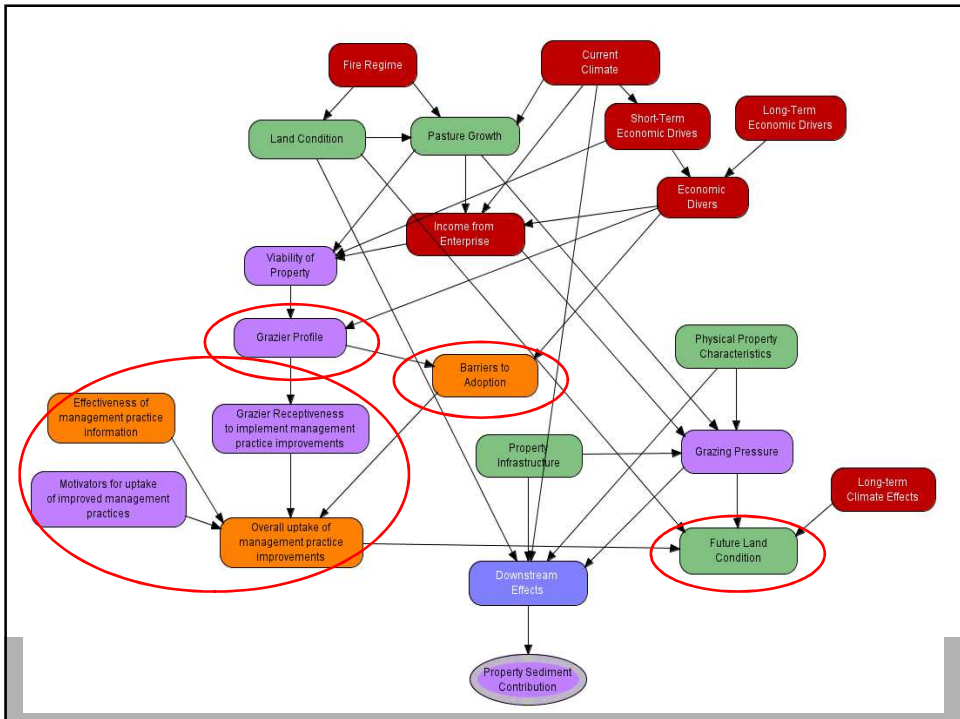 Fire Regime
Current
Climate
Short-Term
Economic Drives
Long-Term
Economic Drivers
Land Condition
Pasture Growth
Economic
Divers
Income from
Enterprise
Viability of
Property
Grazier Profile
Barriers to
Adoption
Physical Property
Characteristics
Effectiveness of
management practice
information
Grazier Receptiveness
to implement management
practice improvements
Property
Infrastructure
Grazing Pressure
Motivators for uptake
of improved management
practices
Long-term
Climate Effects
Overall uptake of
management practice
improvements
Future Land
Condition
Downstream
Effects
Property Sediment
Contribution